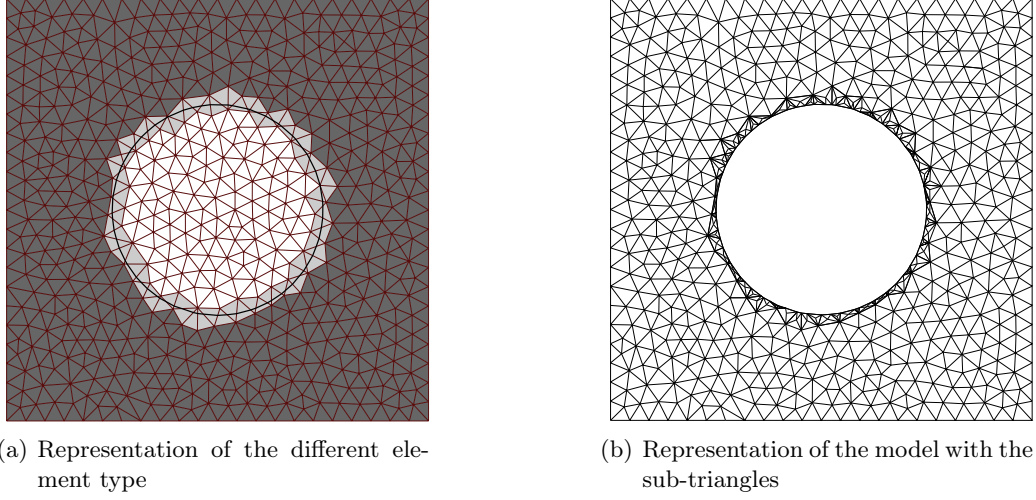 (a) Representation of the different ele-
ment type
(b) Representation of the model with the
sub-triangles